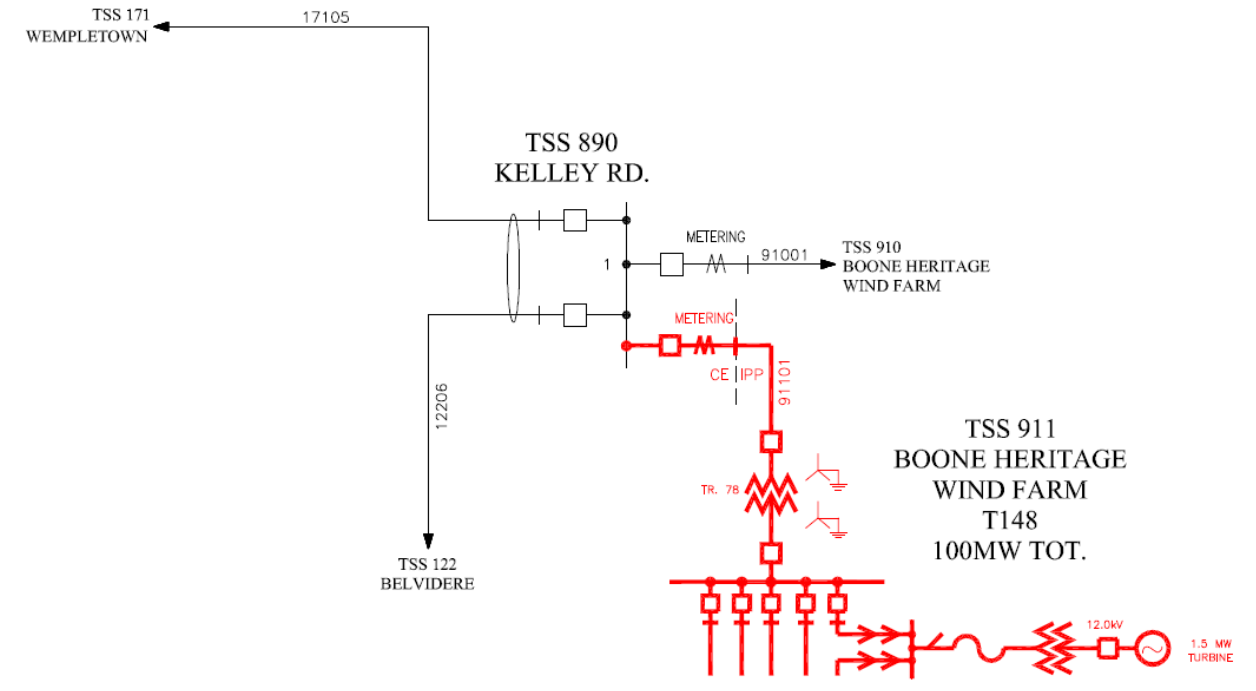 TSS 171
WEMPLETOWN
17105
TSS 890
KELLEY RD.
METERING
1
91001
TSS 910
BOONE HERITAGE
WIND FARM
METERING
CE IPP
91101
12206
TSS 911
BOONE HERITAGE
WIND FARM
T148
100MW TOT.
TR. 78
TSS 122
BELVIDERE
12.0kV
1.5 MW
TURBINE